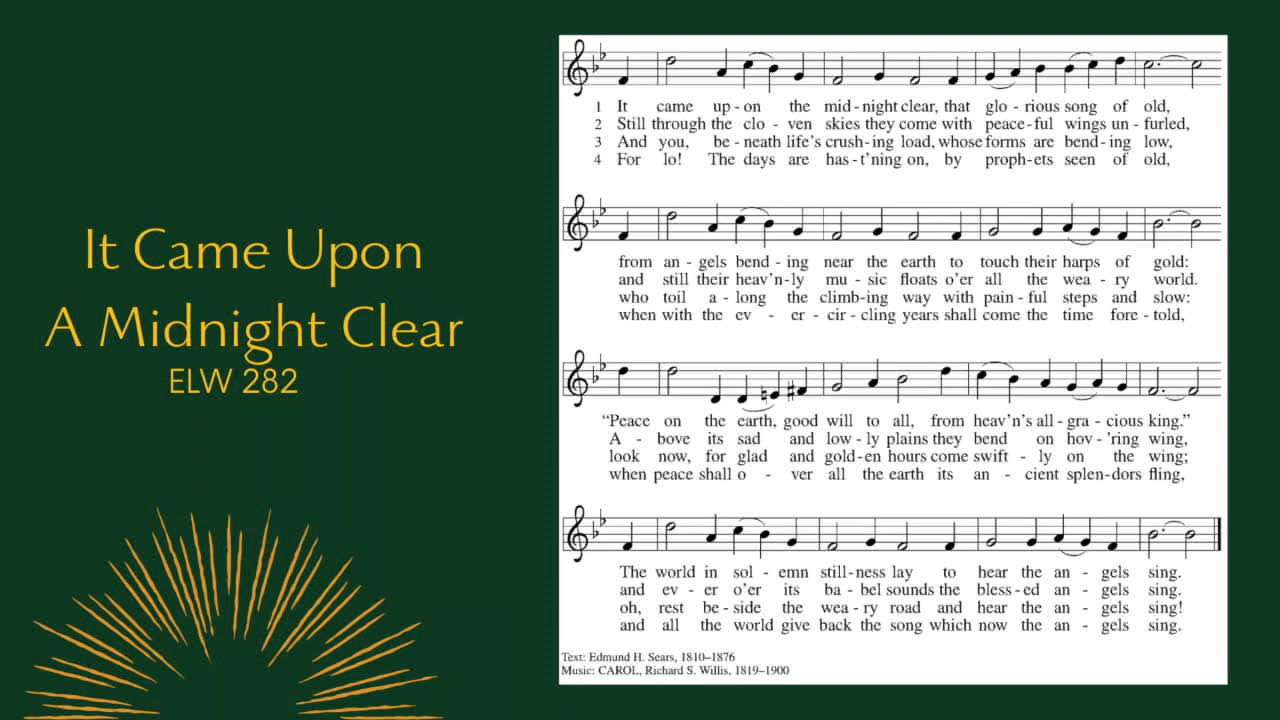 It Came Upon
A Midnight Clear
ELW 282
1 It came up - on the mid - night clear, that glo - rious song of old,
2 Still through the clo - ven skies they come with peace - ful wings un - furled,
3 And you, be - neath life's crush - ing load, whose forms are bend - ing low,
4 For lo! The days are has - t'ning on, by proph - ets seen of old,
from an - gels bend - ing near the earth to touch their harps of gold:
and still their heav'n - ly mu - sic floats o'er all the wea - ry world.
who toil a - long the climb - ing way with pain - ful steps and slow:
when with the ev - er - cir - cling years shall come the time fore - told,
“Peace on the earth, good will to all, from heav'n's all - gra - cious king.”
A - bove its sad and low - ly plains they bend on hov - 'ring wing,
look now, for glad and gold - en hours come swift - ly on the wing;
when peace shall o - ver all the earth its an - cient splen - dors fling,
The world in sol - emn still - ness lay to hear the an - gels sing.
and ev - er o'er its ba - bel sounds the bless - ed an - gels sing.
oh, rest be - side the wea - ry road and hear the an - gels sing!
and all the world give back the song which now the an - gels sing.
Text: Edmund H. Sears, 1810–1876
Music: CAROL, Richard S. Willis, 1819–1900